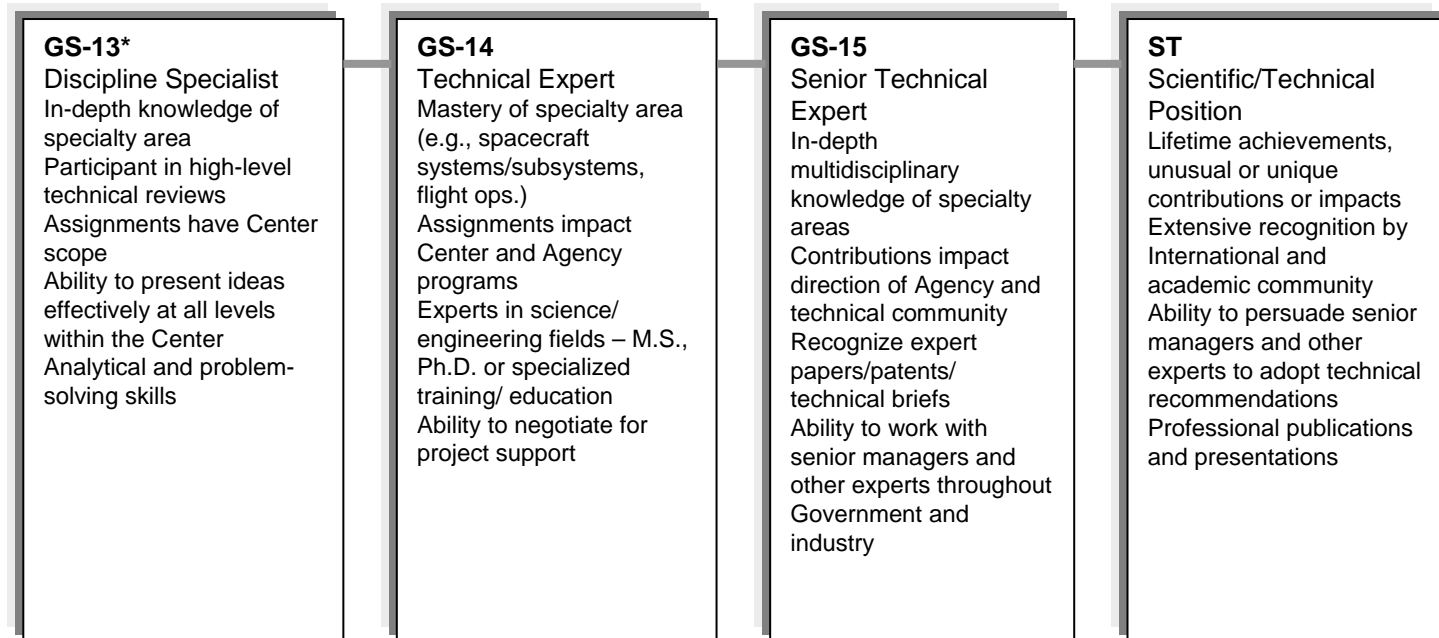 GS-13*
Discipline Specialist
In-depth knowledge of
specialty area
Participant in high-level
technical reviews
Assignments have Center
scope
Ability to present ideas
effectively at all levels
within the Center
Analytical and problem-
solving skills
GS-14
Technical Expert
Mastery of specialty area
(e.g., spacecraft
systems/subsystems,
flight ops.)
Assignments impact
Center and Agency
programs
Experts in science/
engineering fields – M.S.,
Ph.D. or specialized
training/ education
Ability to negotiate for
project support
GS-15
Senior Technical
Expert
In-depth
multidisciplinary
knowledge of specialty
areas
Contributions impact
direction of Agency and
technical community
Recognize expert
papers/patents/
technical briefs
Ability to work with
senior managers and
other experts throughout
Government and
industry
ST
Scientific/Technical
Position
Lifetime achievements,
unusual or unique
contributions or impacts
Extensive recognition by
International and
academic community
Ability to persuade senior
managers and other
experts to adopt technical
recommendations
Professional publications
and presentations